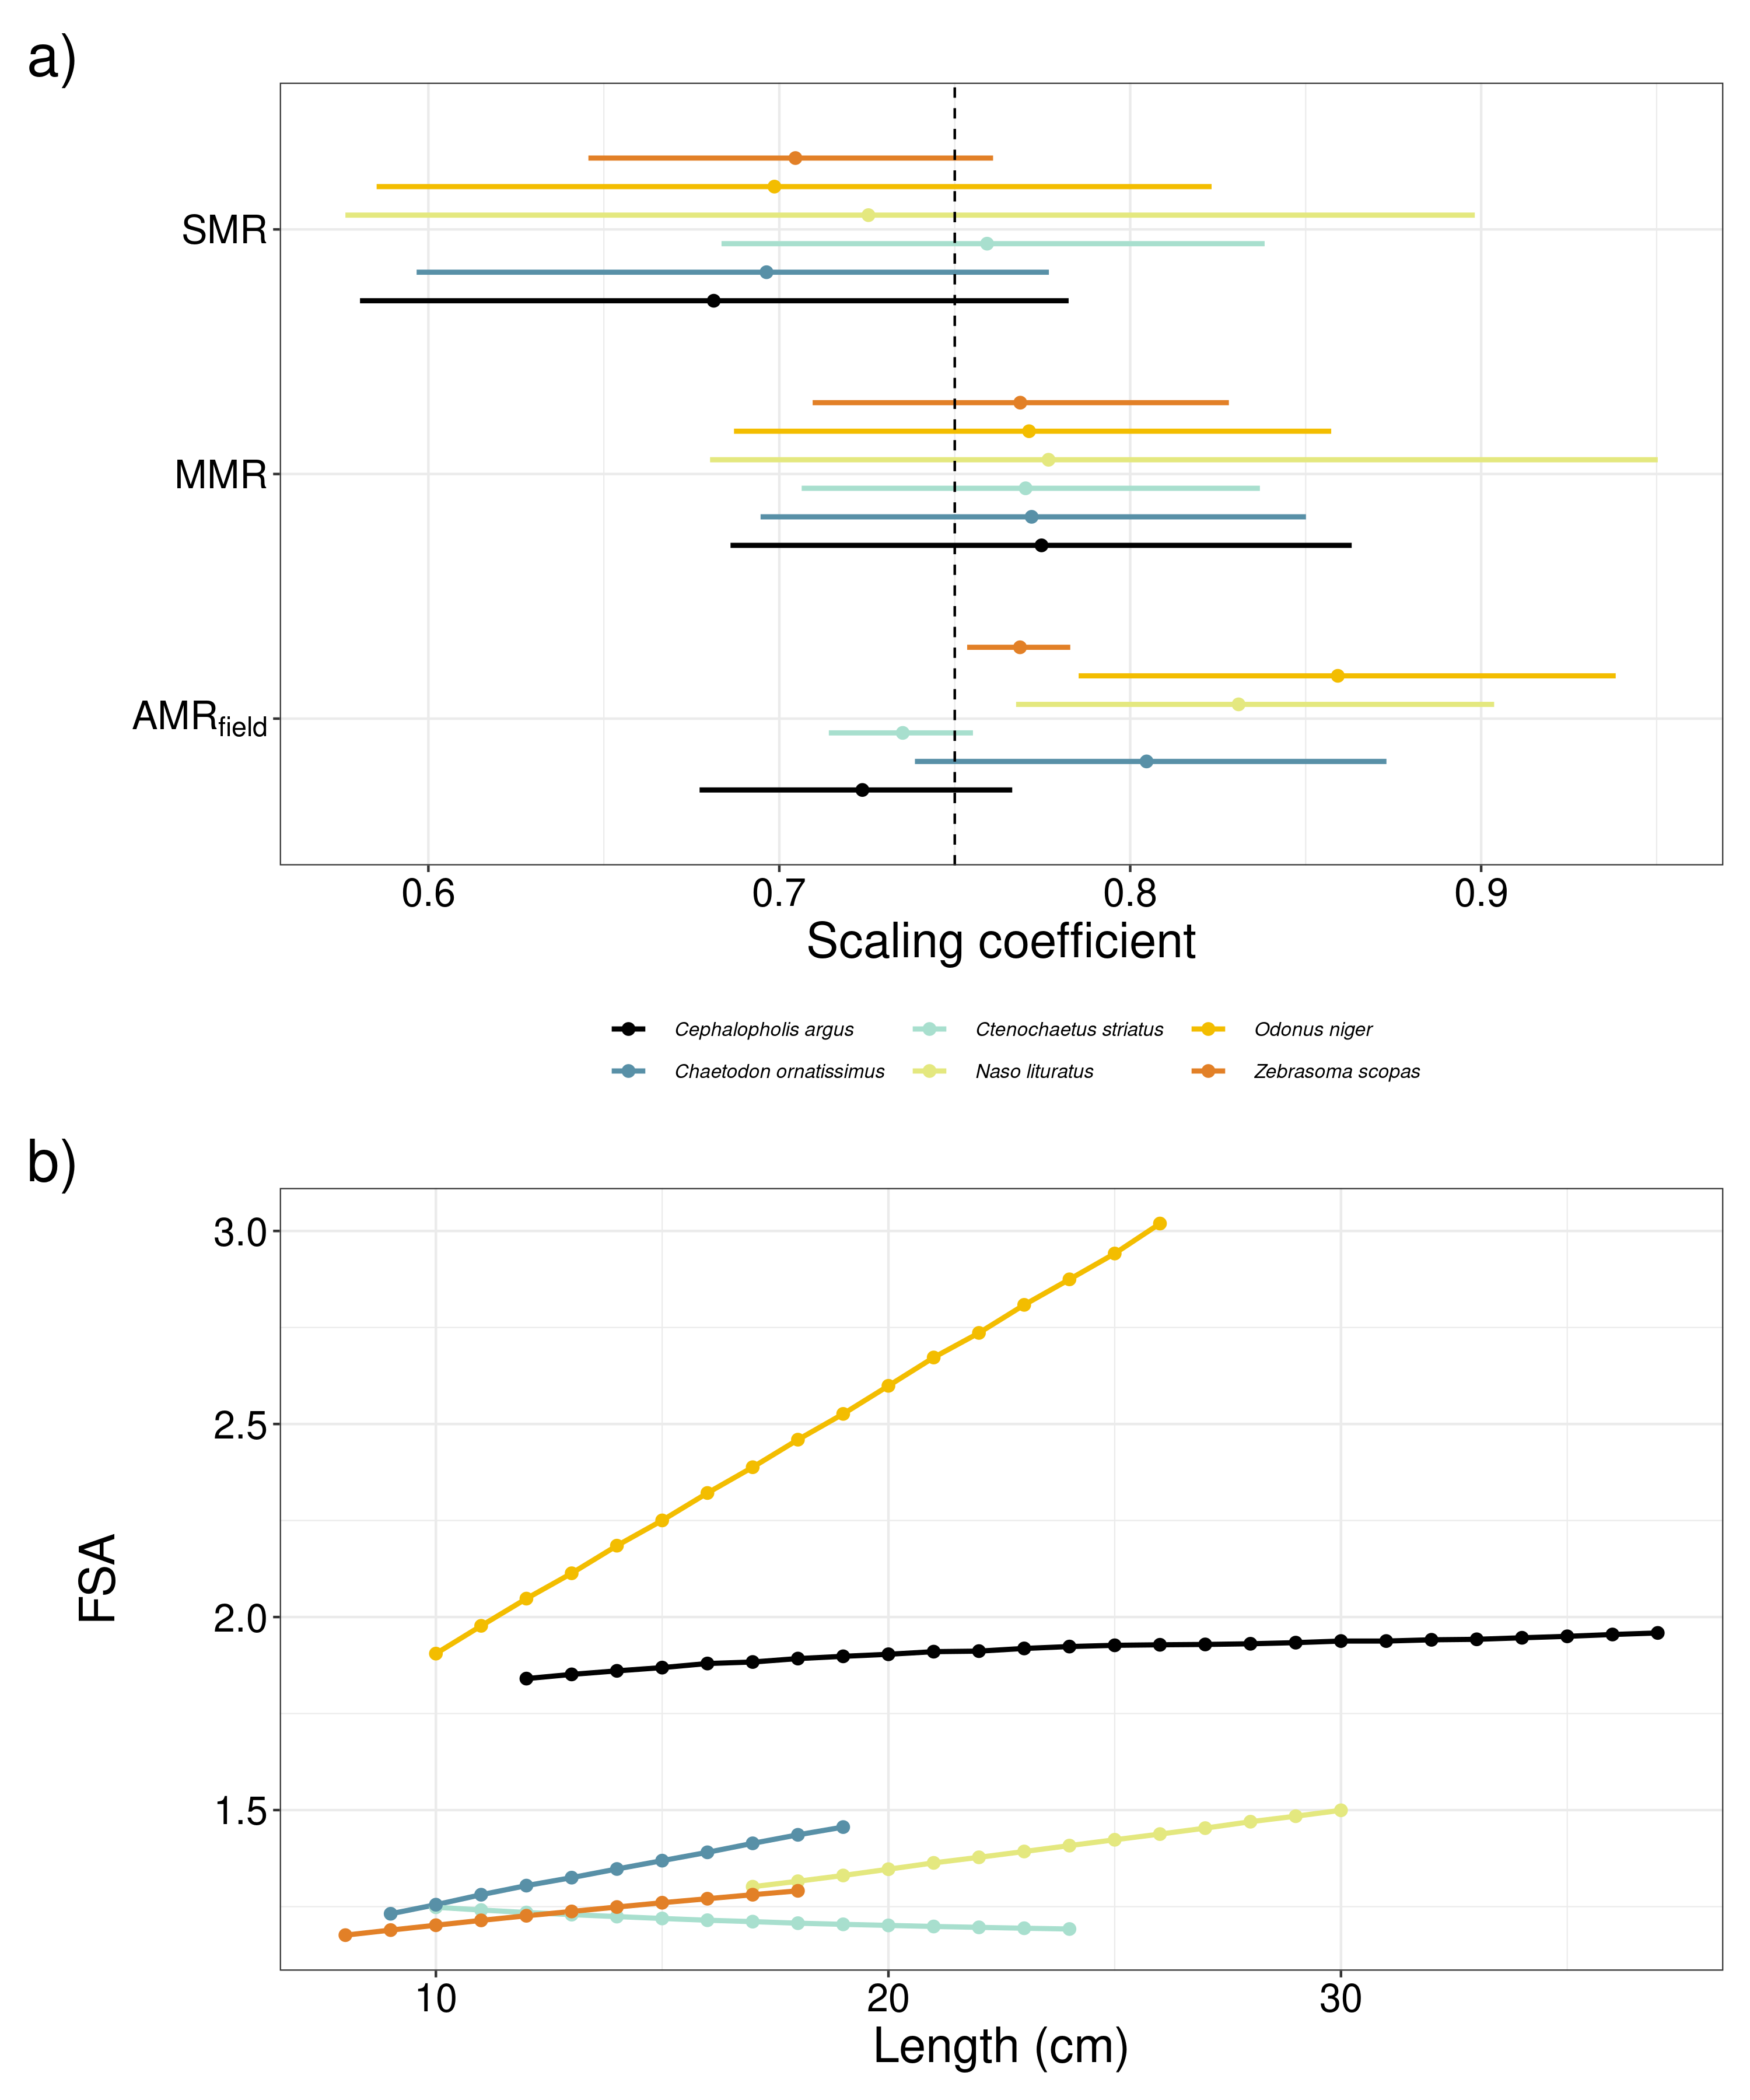 a)
SMR
MMR
AMRfield
0.6 0.7 0.8 0.9
Scaling coefficient
Cephalopholis argus Ctenochaetus striatus Odonus niger
Chaetodon ornatissimus Naso lituratus Zebrasoma scopas
b)
3.0
2.5
2.0
1.5
FSA
10 20 30
Length (cm)